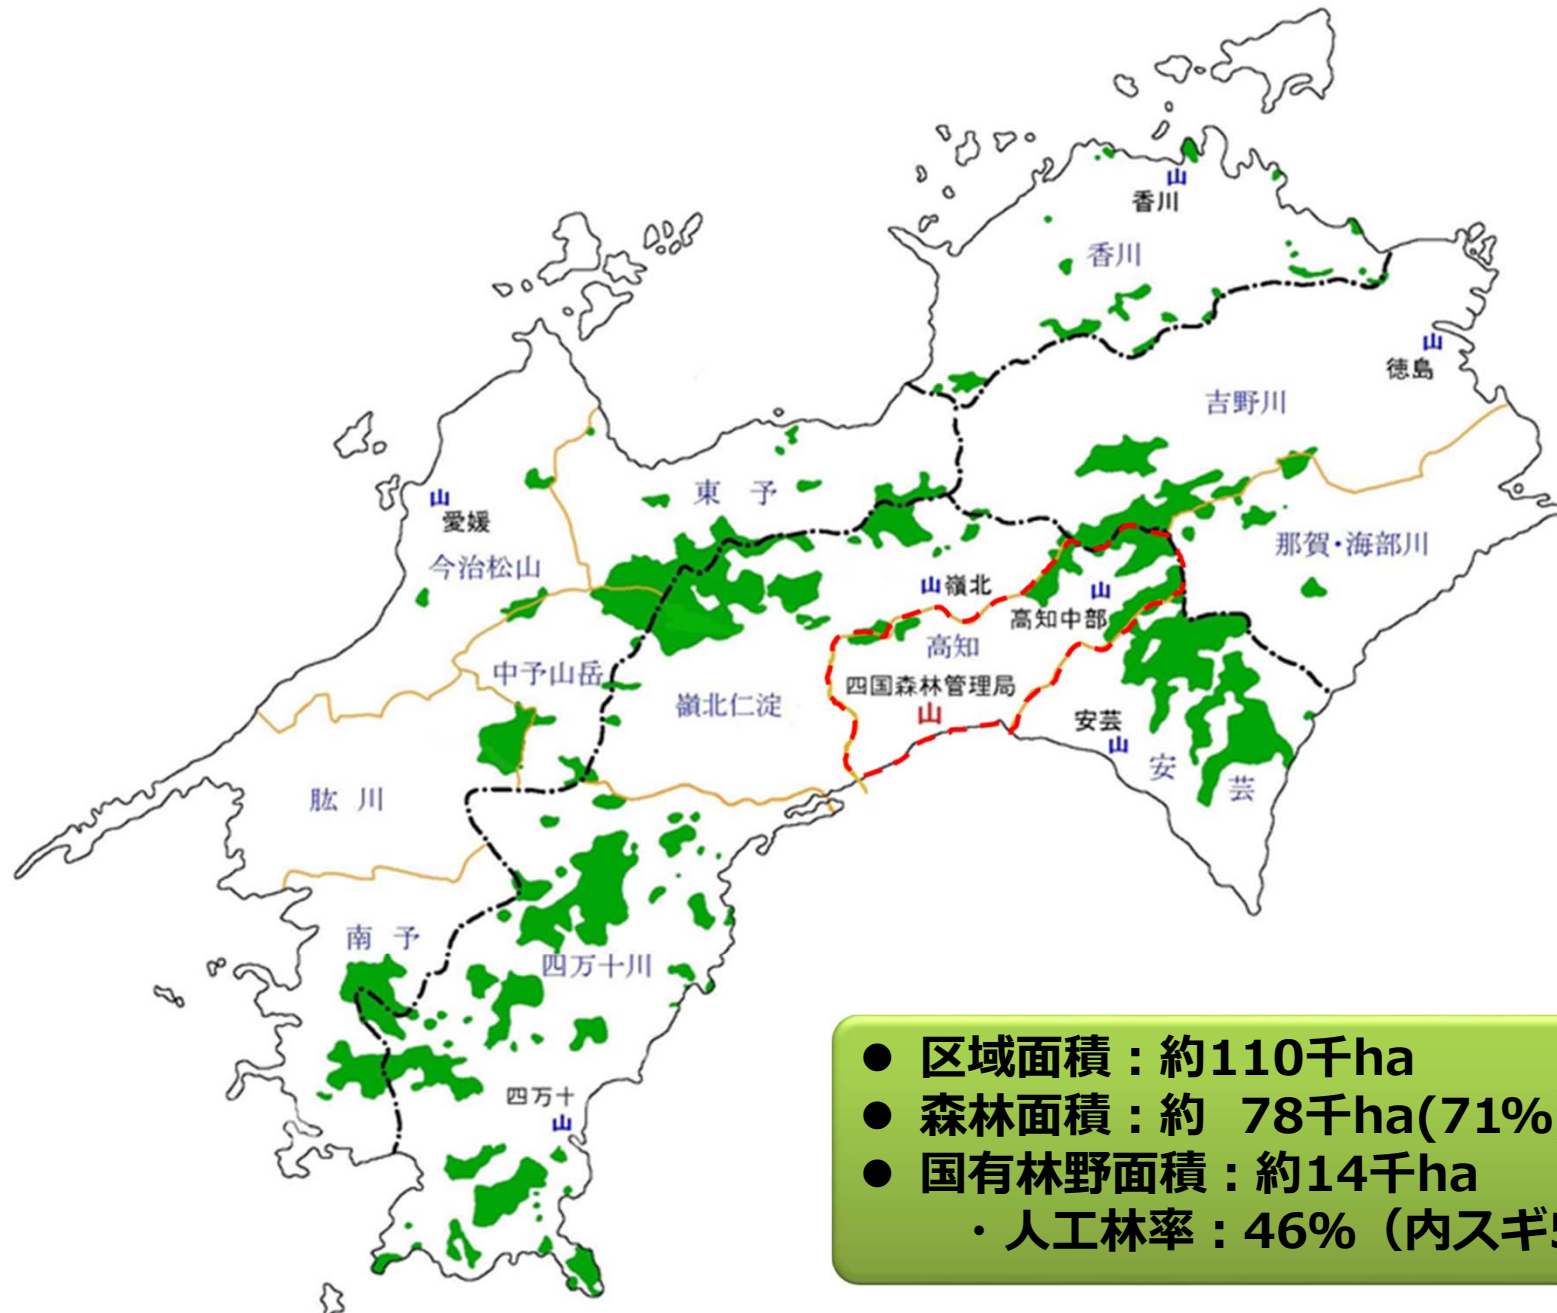 香川
香川
徳島
吉野川
東 予
愛媛
今治松山
那賀・海部川
嶺北
高知中部
高知
中予山岳
四国森林管理局
嶺北仁淀
安芸
安
芸
肱 川
南 予
四万十川
四万十
● 区域面積：約110千ha
● 森林面積：約 78千ha(71%
● 国有林野面積：約14千ha
・人工林率：46%（内スギ5